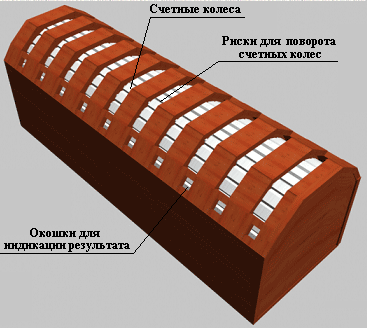 Счетные колеса
Риски для поворота
счетных колес
Окошки для
индикации результата